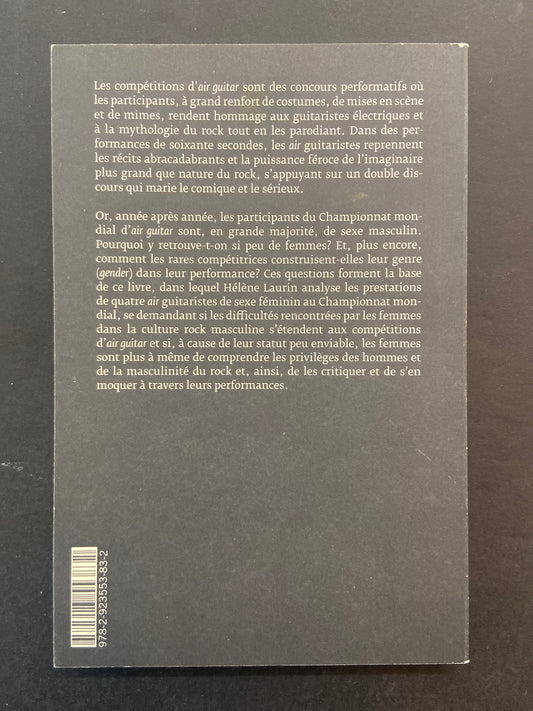 Les compétitions d'air guitar sont des concours performatifs où
les participants, à grand renfort de costumes, de mises en scène
et de mimes, rendent hommage aux guitaristes électriques et
à la mythologie du rock tout en les parodiant. Dans des per-
formances de soixante secondes, les air guitaristes reprennent
les récits abracadabrants et la puissance féroce de l'imaginaire
plus grand que nature du rock, s'appuyant sur un double dis-
cours qui marie le comique et le sérieux.
Or, année après année, les participants du Championnat mon-
dial d'air guitar sont, en grande majorité, de sexe masculin.
Pourquoi y retrouve-t-on si peu de femmes? Et, plus encore,
comment les rares compétitrices construisent-elles leur genre
(gender) dans leur performance? Ces questions forment la base
de ce livre, dans lequel Hélène Laurin analyse les prestations
de quatre air guitaristes de sexe féminin au Championnat mon-
dial, se demandant si les difficultés rencontrées par les femmes
dans la culture rock masculine s'étendent aux compétitions
d'air guitar et si, à cause de leur statut peu enviable, les femmes
sont plus à même de comprendre les privilèges des hommes et
de la masculinité du rock et, ainsi, de les critiquer et de s'en
moquer à travers leurs performances.
978-2-923553-83-2